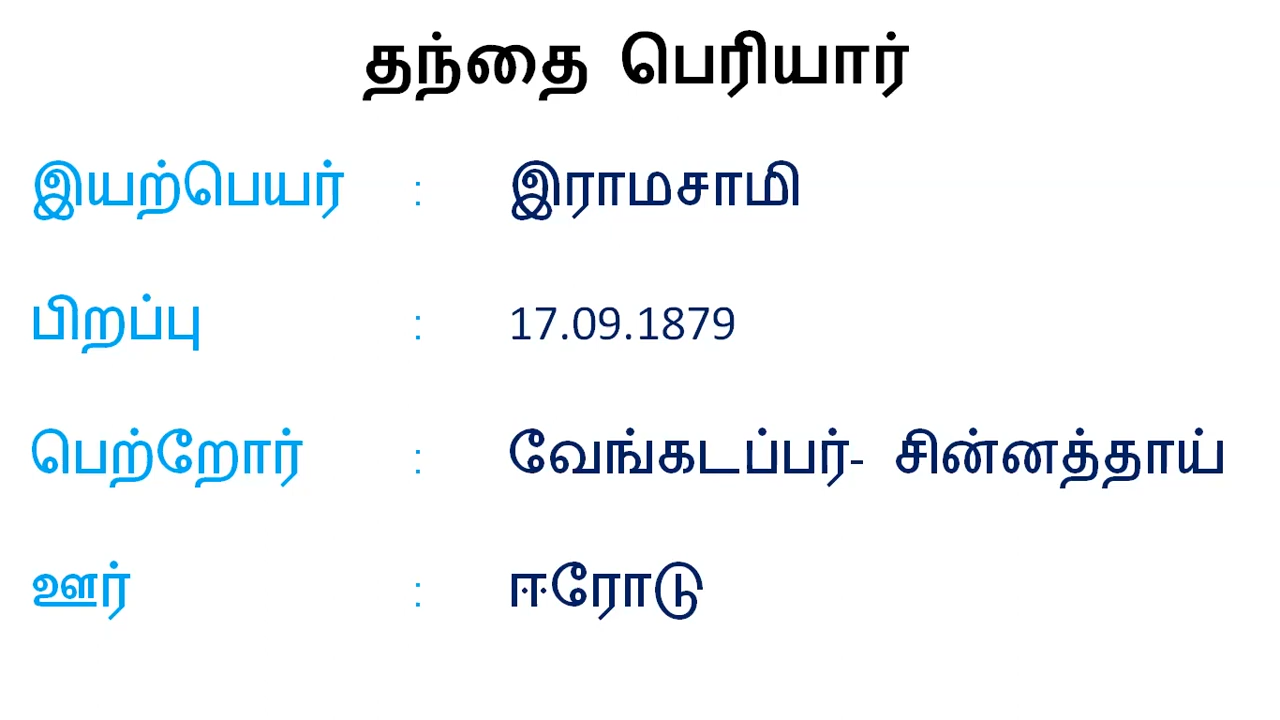 தந்தை பெரியார்
இயற்பெயர் : இராமசாமி
பிறப்பு : 17.09.1879
பெற்றோர் : வேங்கடப்பர்- சின்னத்தாய்
ஊர் : ஈரோடு